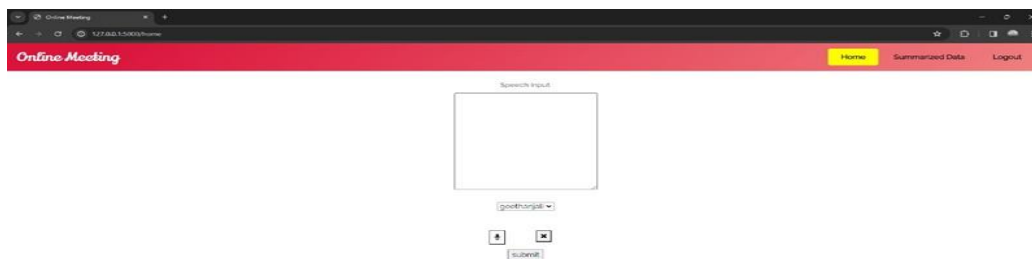 Online Meeting
127.0.0.1:5000/home
Online Meeting
Home Summarized Data Logout
Speech Input
geethanjali
submit